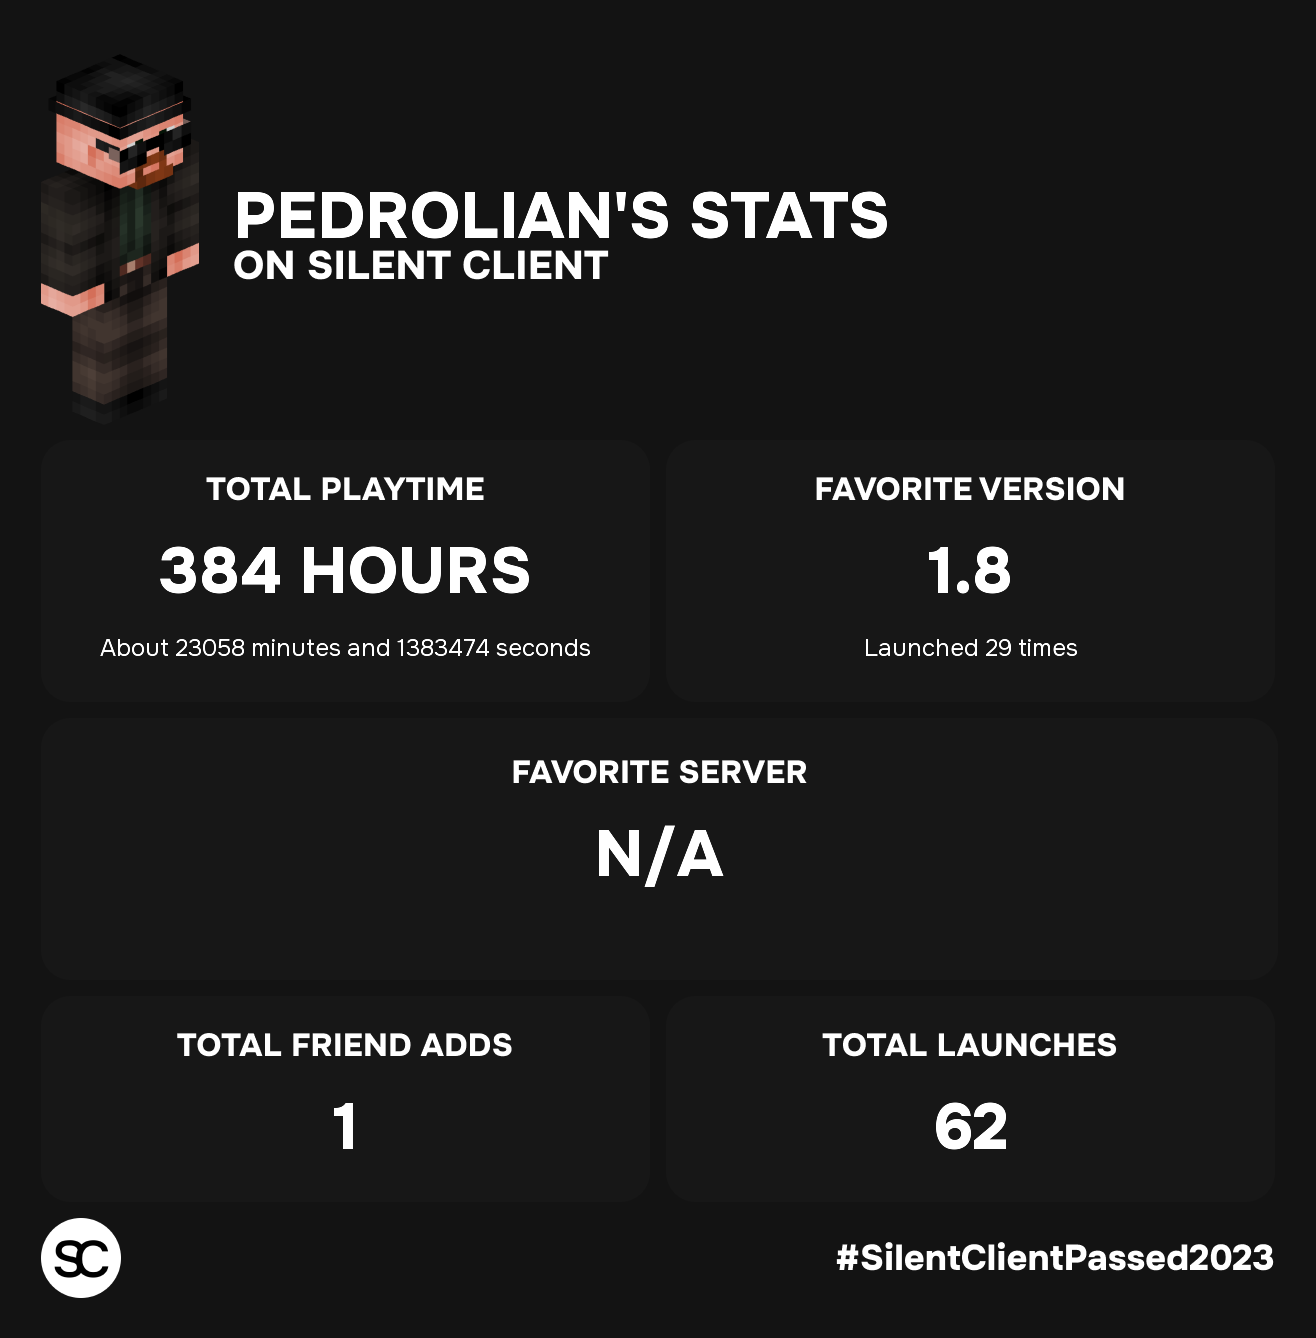 PEDROLIAN'S STATS
ON SILENT CLIENT
TOTAL PLAYTIME
384 HOURS
About 23058 minutes and 1383474 seconds
FAVORITE VERSION
1.8
Launched 29 times
FAVORITE SERVER
N/A
TOTAL FRIEND ADDS
1
TOTAL LAUNCHES
62
SC
#SilentClientPassed2023